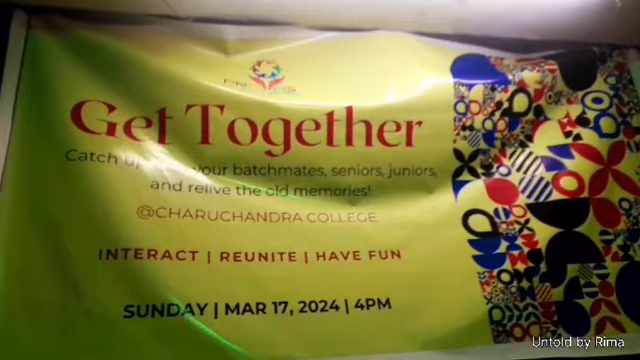 Get Together
Catch up your batchmates, seniors, juniors,
and relive the old memories!
@CHARUCHANDRA COLLEGE
INTERACT | REUNITE | HAVE FUN
SUNDAY | MAR 17, 2024 | 4PM
Untold by Rima